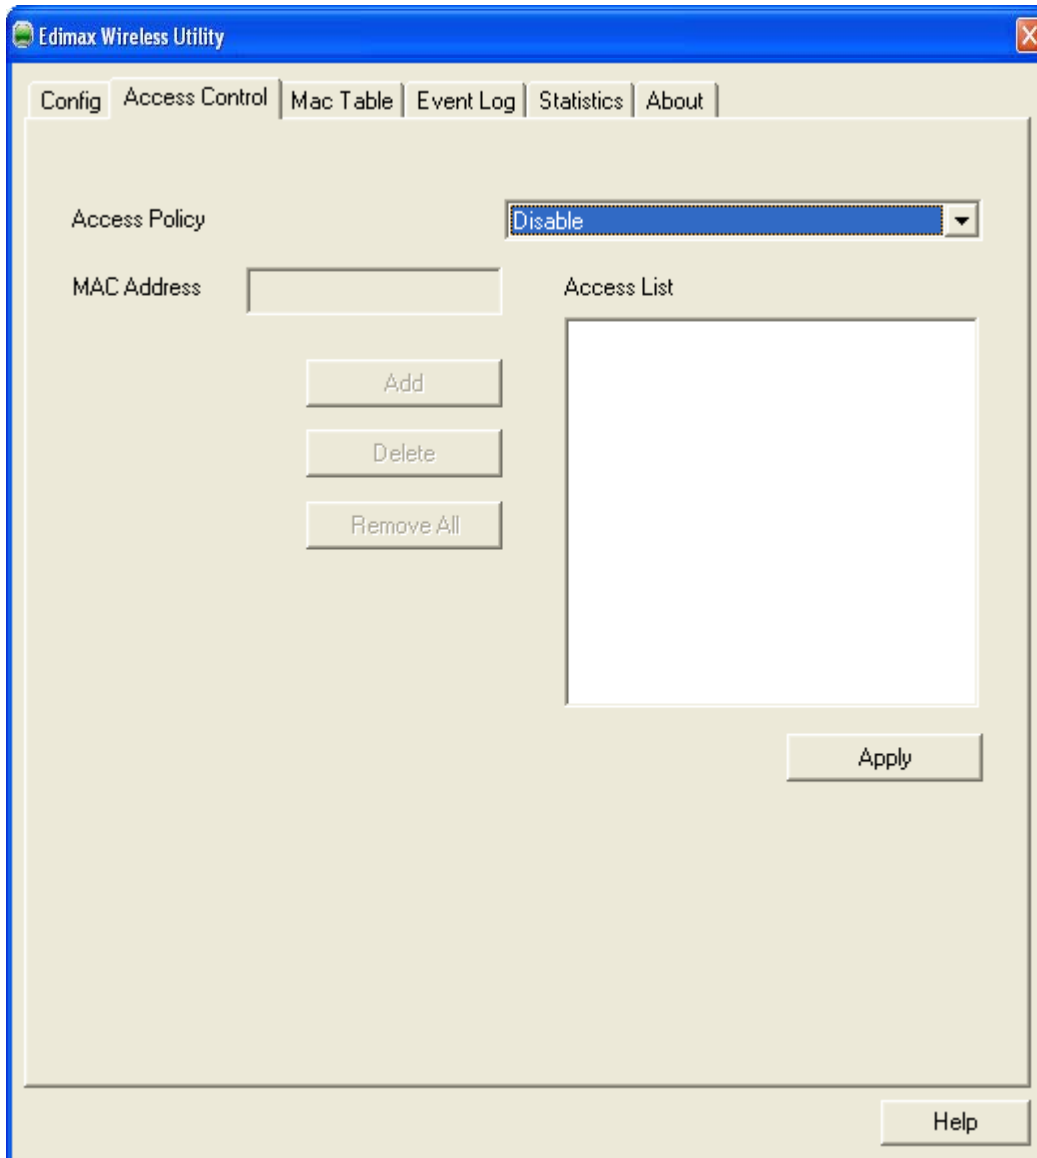 Edimax Wireless Utility
Config Access Control Mac Table Event Log Statistics About
Access Policy Disable
MAC Address Access List
Add
Delete
Remove All
Apply
Help